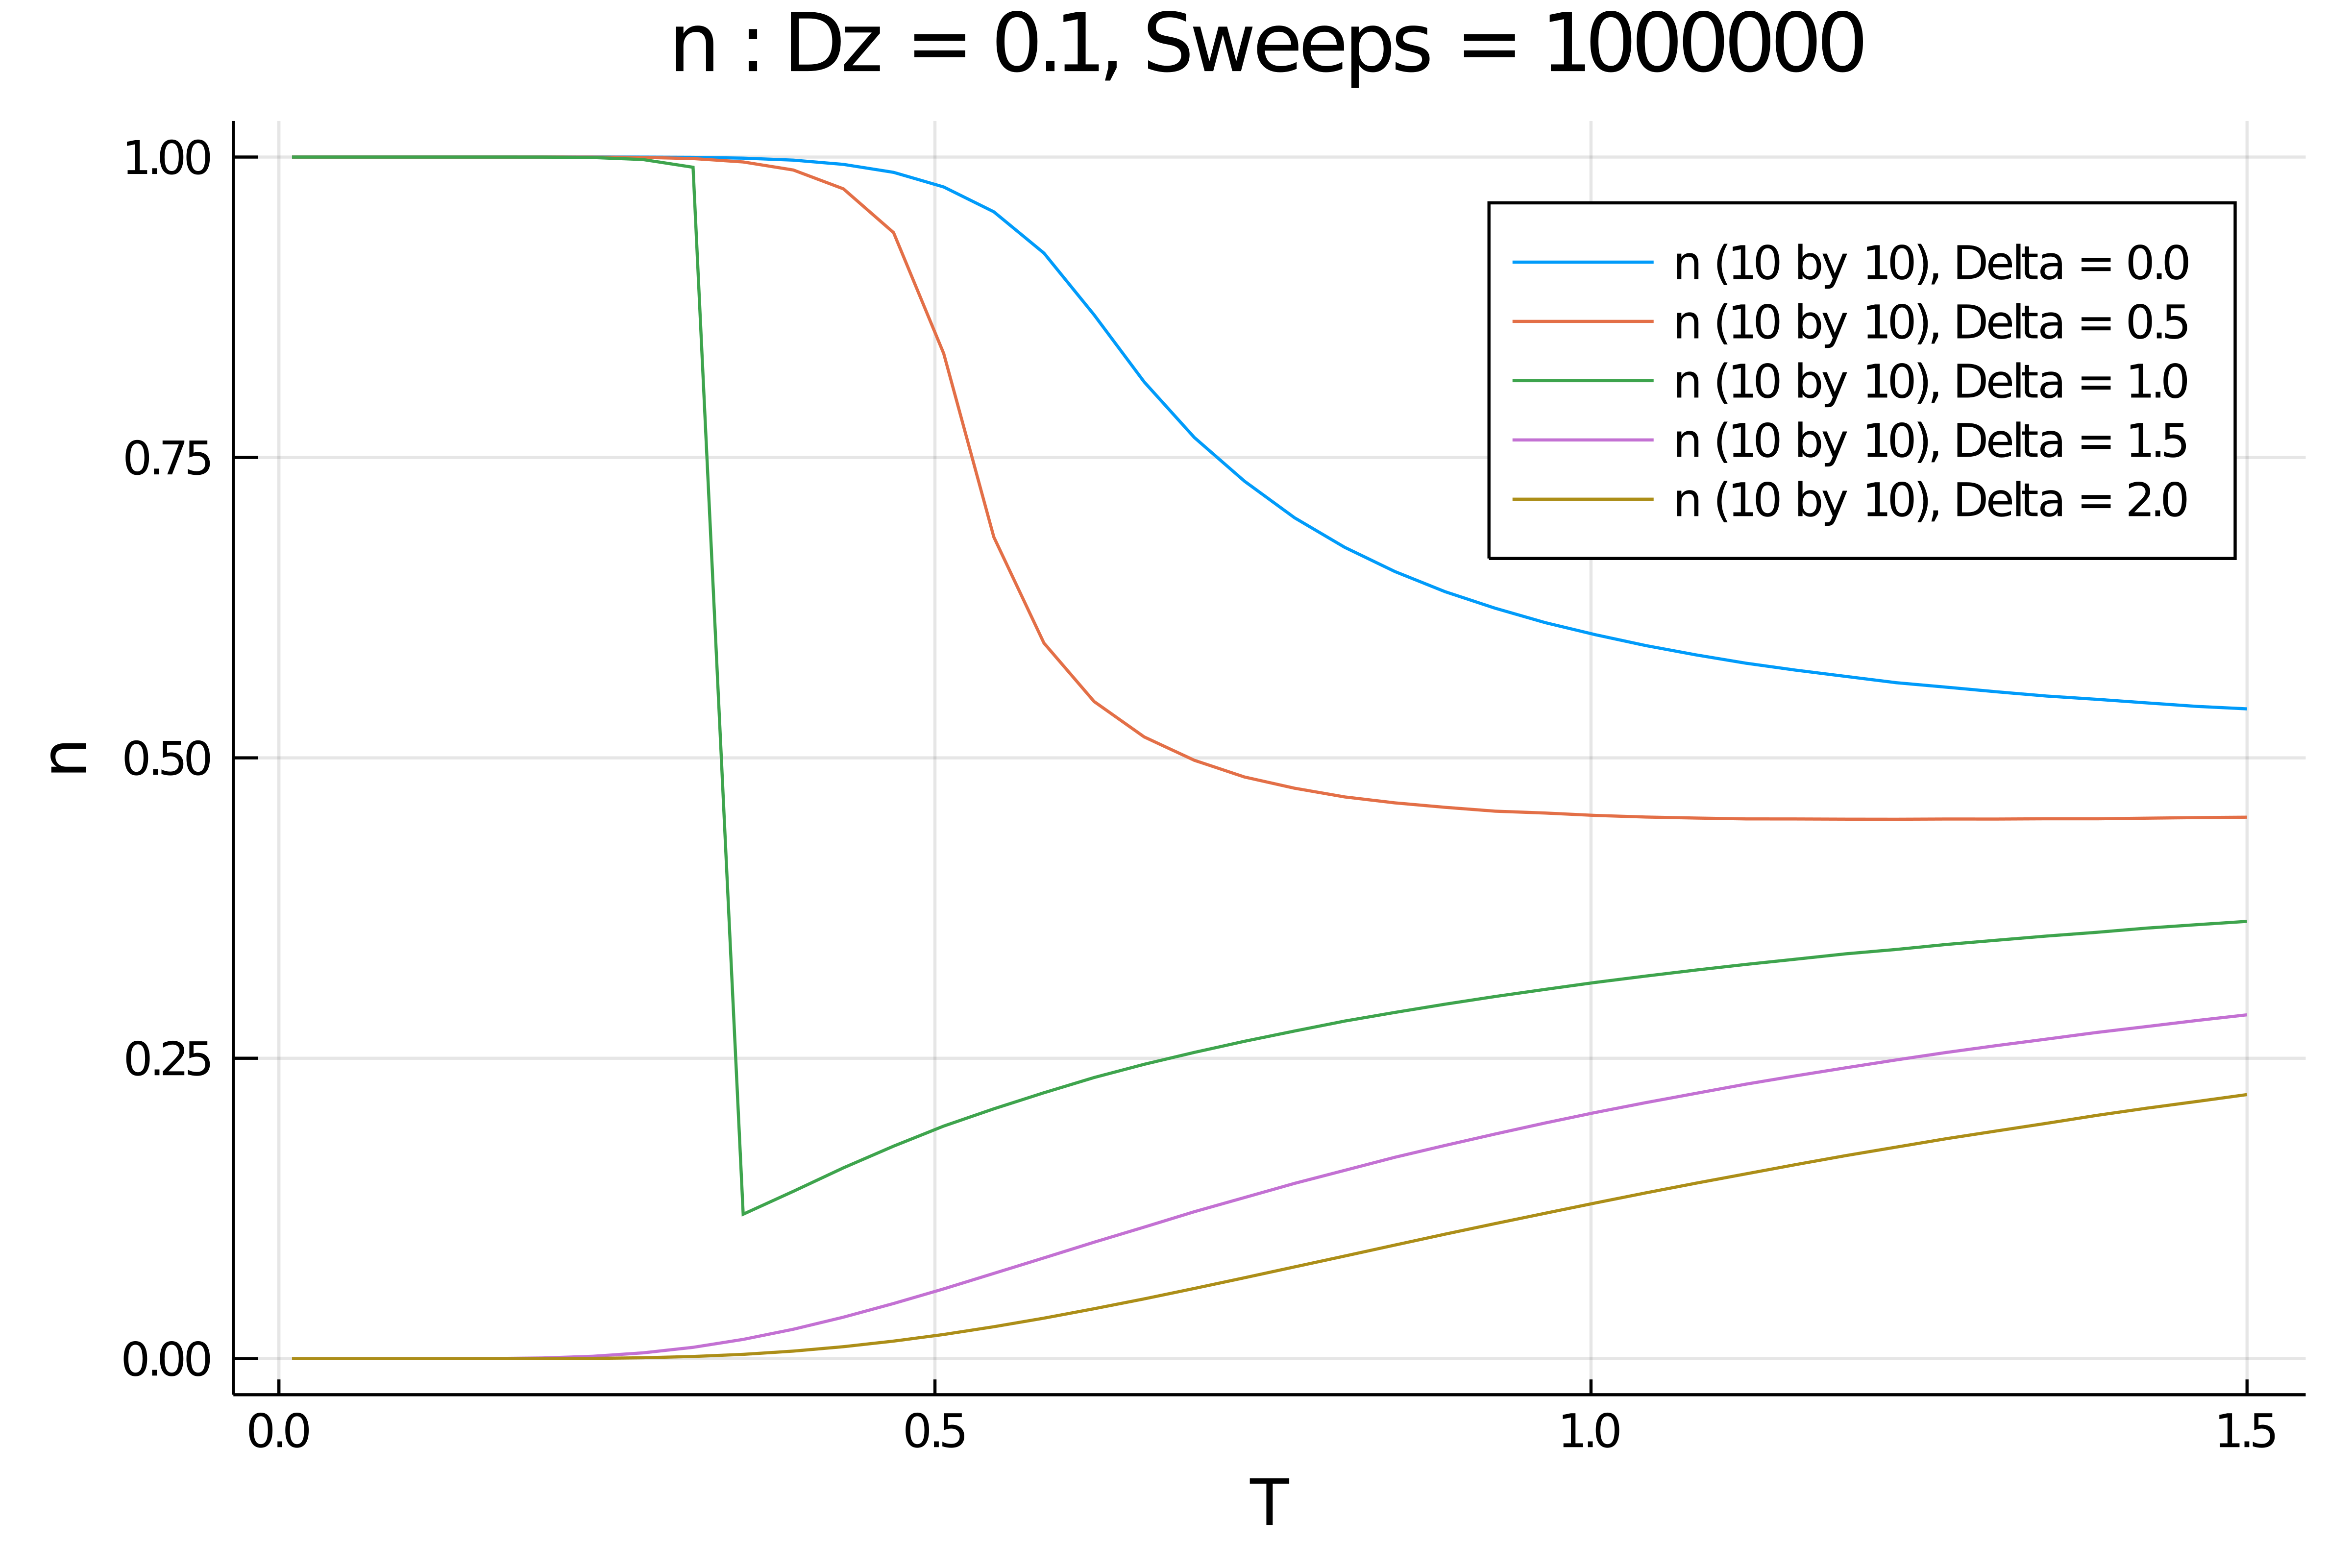 n : Dz = 0.1, Sweeps = 1000000
1.00
0.75
0.50
0.25
0.00
n
n (10 by 10), Delta = 0.0
n (10 by 10), Delta = 0.5
n (10 by 10), Delta = 1.0
n (10 by 10), Delta = 1.5
n (10 by 10), Delta = 2.0
0.0 0.5 1.0 1.5
T